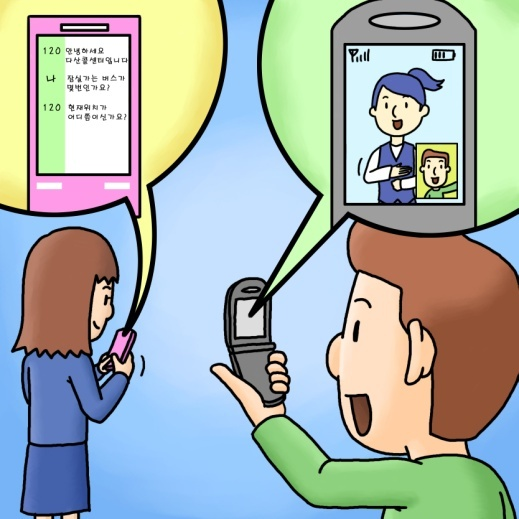 120 안녕하세요
다산콜센터입니다
나 잠실가는 버스가
몇번인가요?
120 현재위치가
어디쯤이신가요?